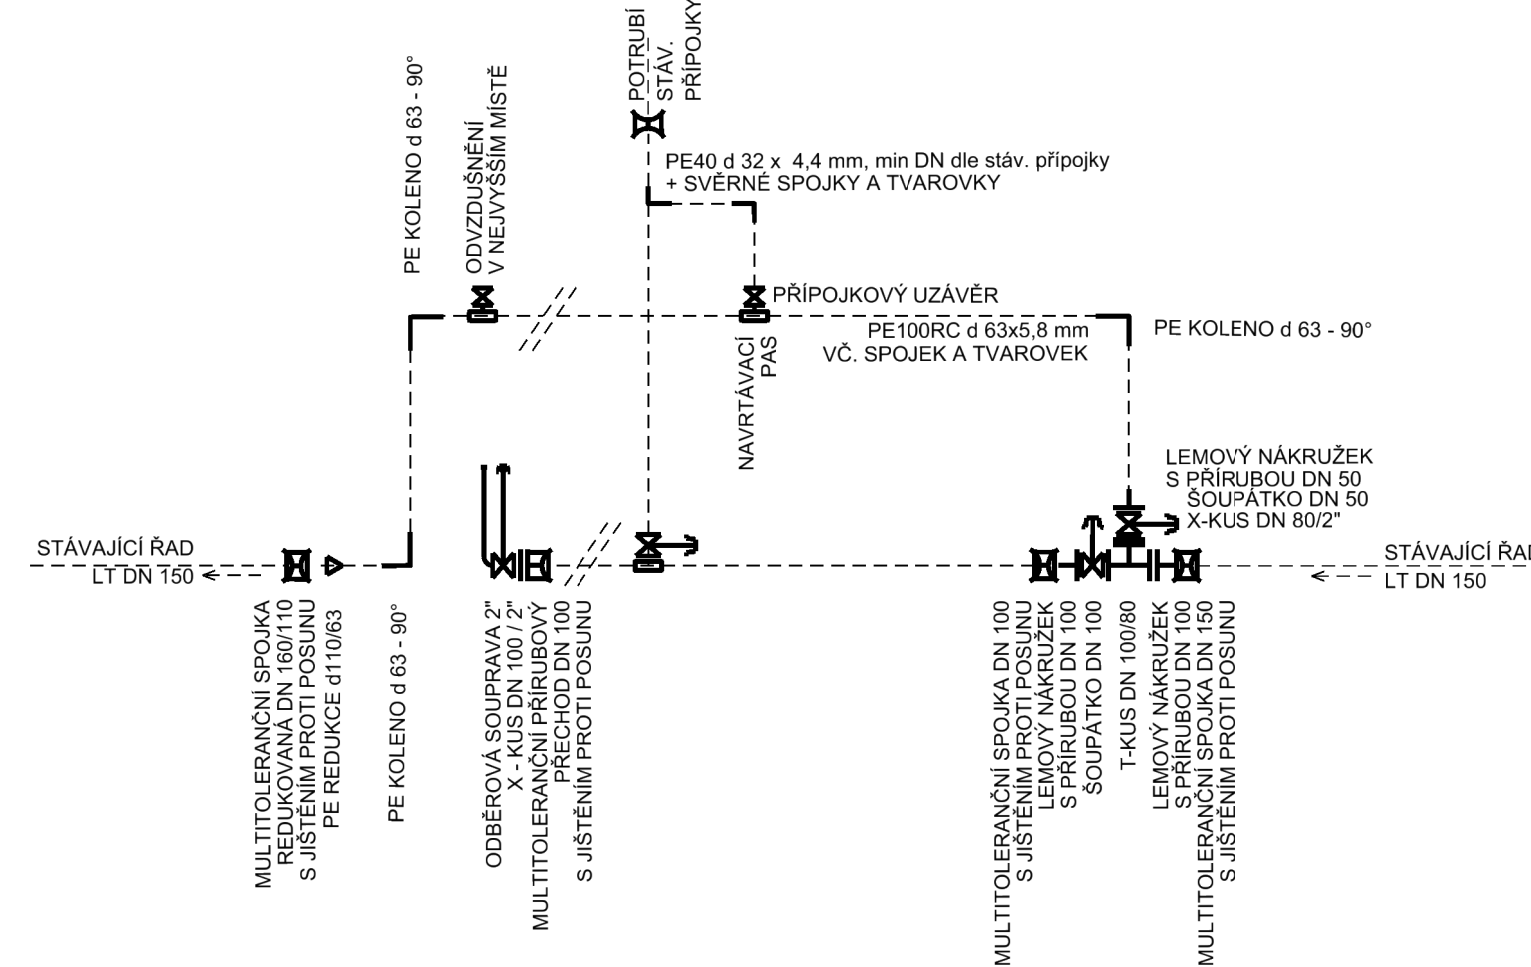 POTRUBÍ
STÁV.
PŘÍPOJKY
PE KOLENO d 63 - 90°
ODVZDUŠNĚNÍ
V NEJVYŠŠÍM MÍSTĚ
PE40 d 32 x 4,4 mm, min DN dle stáv. přípojky
+ SVĚRNÉ SPOJKY A TVAROVKY
PŘÍPOJKOVÝ UZÁVĚR
PE100RC d 63x5,8 mm
VČ. SPOJEK A TVAROVEK
PE KOLENO d 63 - 90°
NAVRTÁVACÍ
PAS
LEMOVÝ NÁKRUŽEK
S PŘÍRUBOU DN 50
ŠOUPÁTKO DN 50
X-KUS DN 80/2"
STÁVAJÍCÍ ŘAD
LT DN 150
STÁVAJÍCÍ ŘAD
LT DN 150
MULTITOLERANČNÍ SPOJKA
REDUKOVANÁ DN 160/110
S JIŠTĚNÍM PROTI POSUNU
PE REDUKCE d110/63
PE KOLENO d 63 - 90°
ODBĚROVÁ SOUPRAVA 2"
X - KUS DN 100 / 2"
MULTITOLERANČNÍ PŘÍRUBOVÝ
PŘECHOD DN 100
S JIŠTĚNÍM PROTI POSUNU
MULTITOLERANČNÍ SPOJKA DN 100
S JIŠTĚNÍM PROTI POSUNU
LEMOVÝ NÁKRUŽEK
S PŘÍRUBOU DN 100
ŠOUPÁTKO DN 100
T-KUS DN 100/80
LEMOVÝ NÁKRUŽEK
S PŘÍRUBOU DN 100
MULTITOLERANČNÍ SPOJKA DN 150
S JIŠTĚNÍM PROTI POSUNU